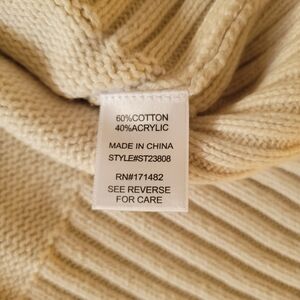 60%COTTON
40%ACRYLIC
MADE IN CHINA
STYLE#ST23808
RN#171482
SEE REVERSE
FOR CARE